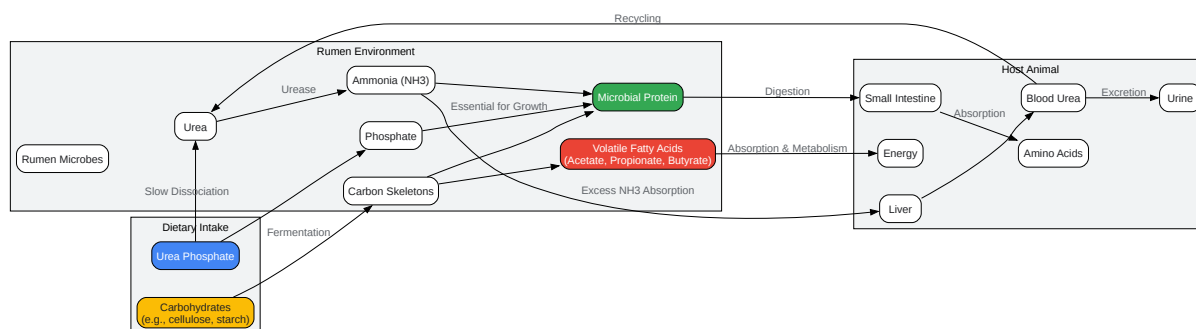 Recycling
Rumen Environment
Host Animal
Ammonia (NH3)
Urease
Essential for Growth
Microbial Protein
Digestion
Small Intestine
Blood Urea
Excretion
Urine
Absorption
Urea
Phosphate
Rumen Microbes
Volatile Fatty Acids
(Acetate, Propionate, Butyrate)
Absorption & Metabolism
Energy
Amino Acids
Slow Dissociation
Carbon Skeletons
Excess NH3 Absorption
Liver
Dietary Intake
Fermentation
Urea Phosphate
Carbohydrates
(e.g., cellulose, starch)